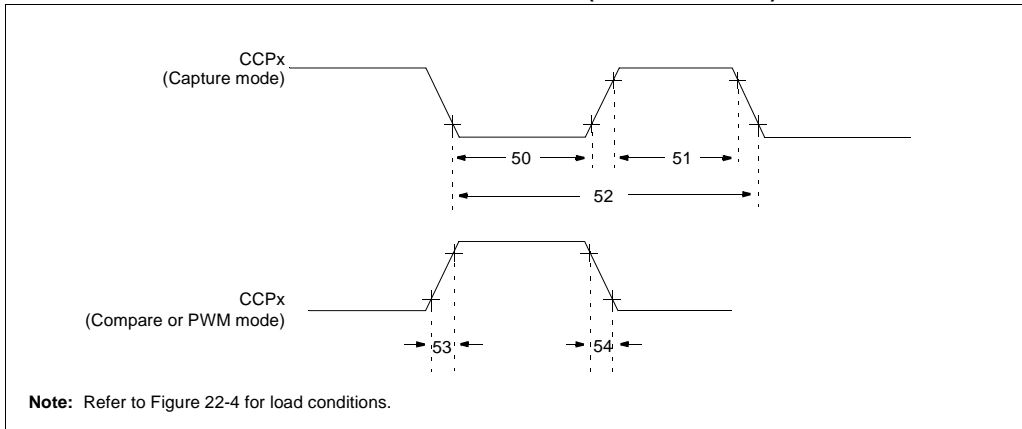 CCPx
(Capture mode)
50
51
52
CCPx
(Compare or PWM mode)
53
54
Note: Refer to Figure 22-4 for load conditions.